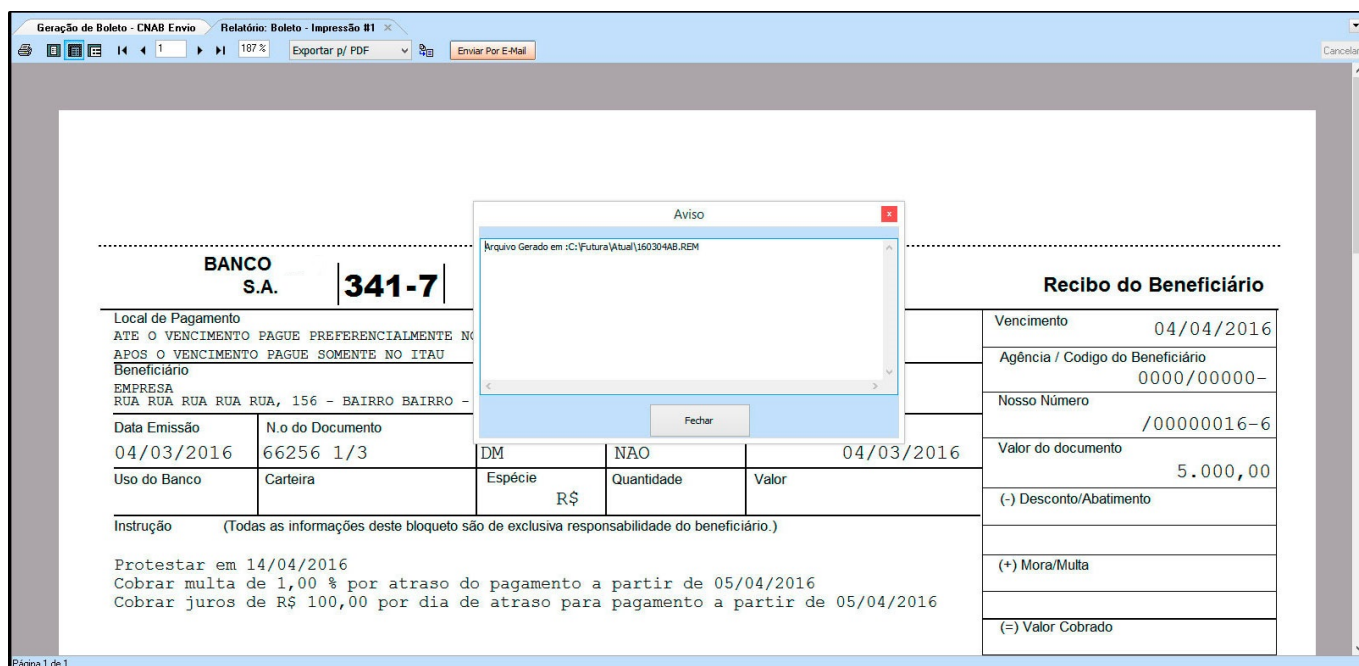 Geração de Boleto - CNAB Envio Relatório: Boleto - Impressão #1 ×
1 187 % Exportar p/ PDF Enviar Por E-Mail Cancelar
Aviso x
Arquivo Gerado em :C:\Futura\Atual\160304AB.REM
Fechar
BANCO
S.A. 341-7 Recibo do Beneficiário
Local de Pagamento
ATE O VENCIMENTO PAGUE PREFERENCIALMENTE
APOS O VENCIMENTO PAGUE SOMENTE NO ITAU
Vencimento
04/04/2016
Beneficiário
EMPRESA
RUA RUA RUA RUA RUA, 156 - BAIRRO BAIRRO -
Agência / Codigo do Beneficiário
0000/00000-
Data Emissão N.o do Documento
04/03/2016 66256 1/3 DM NAO 04/03/2016
Nosso Número
/00000016-6
Uso do Banco Carteira Espécie Quantidade Valor
R$
Valor do documento
5.000,00
Instrução (Todas as informações deste bloqueto são de exclusiva responsabilidade do beneficiário.)
(-) Desconto/Abatimento
Protestar em 14/04/2016
Cobrar multa de 1,00 % por atraso do pagamento a partir de 05/04/2016
Cobrar juros de R$ 100,00 por dia de atraso para pagamento a partir de 05/04/2016
(+) Mora/Multa
(=) Valor Cobrado
Página 1 de 1